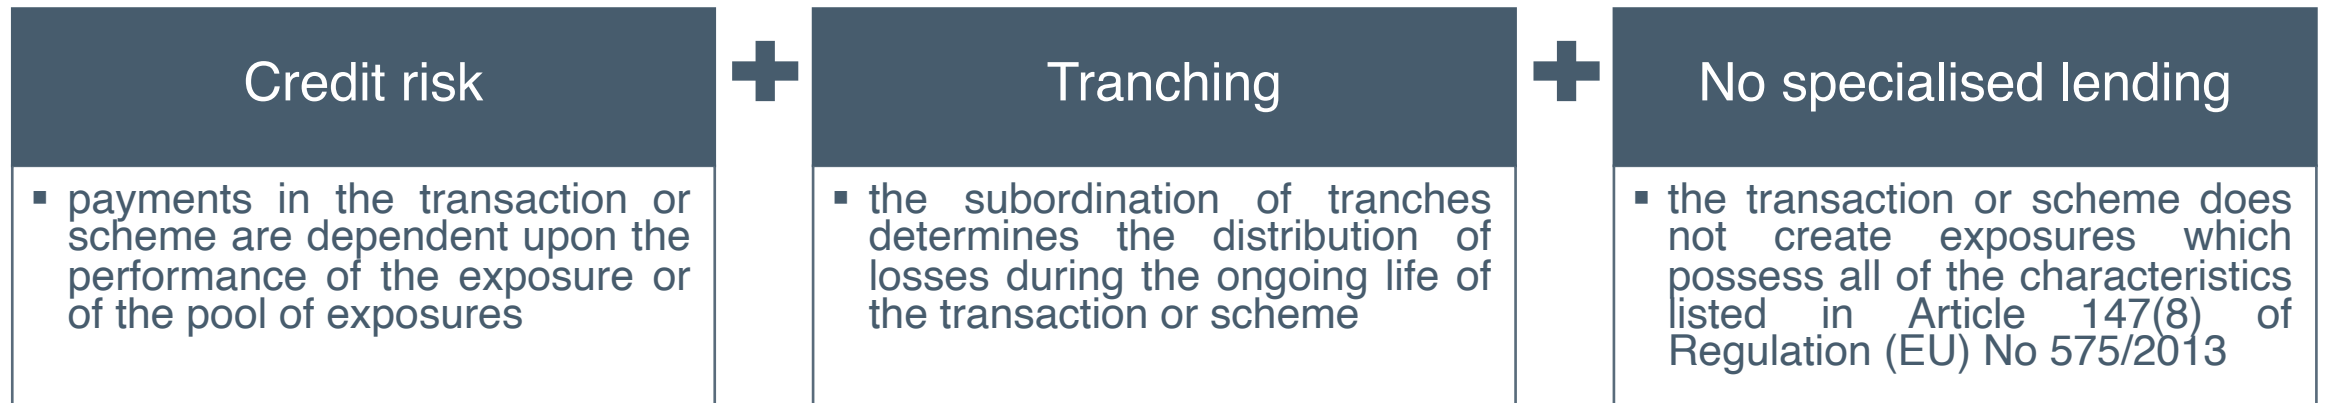 Credit risk
▪ payments in the transaction or
scheme are dependent upon the
performance of the exposure or
of the pool of exposures
Tranching
▪ the subordination of tranches
determines the distribution of
losses during the ongoing life of
the transaction or scheme
No specialised lending
▪ the transaction or scheme does
not create exposures which
possess all of the characteristics
listed in Article 147(8) of
Regulation (EU) No 575/2013